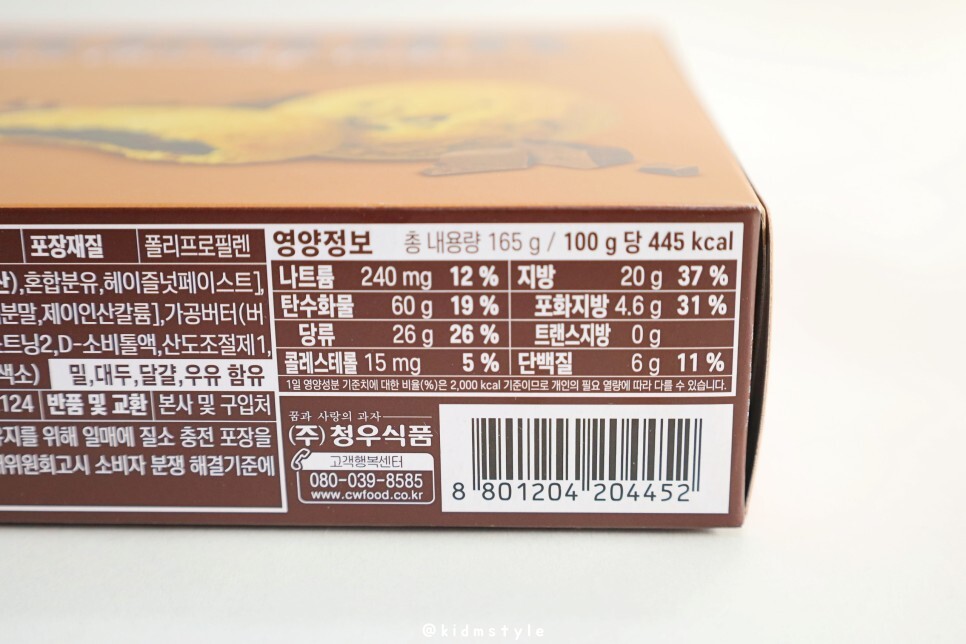 포장재질 폴리프로필렌
산),혼합분유,헤이즐넛페이스트],
분말,제이인산칼륨],가공버터(버
트닝2,D-소비톨액,산도조절제1,
색소) 밀,대두,달걀,우유 함유
124 반품 및 교환 본사 및 구입처
지를 위해 일매에 질소 충전 포장을
위원회고시 소비자 분쟁 해결기준에
영양정보 총 내용량 165 g / 100 g 당 445 kcal
나트륨 240 mg 12 % 지방 20 g 37 %
탄수화물 60 g 19 % 포화지방 4.6 g 31 %
당류 26 g 26 % 트랜스지방 0 g
콜레스테롤 15 mg 5 % 단백질 6 g 11 %
1일 영양성분 기준치에 대한 비율(%)은 2,000 kcal 기준이므로 개인의 필요 열량에 따라 다를 수 있습니다.
꿈과 사랑의 과자
(주)청우식품
고객행복센터
080-039-8585
www.cwfood.co.kr
8 801204 204452
@kidmstyle